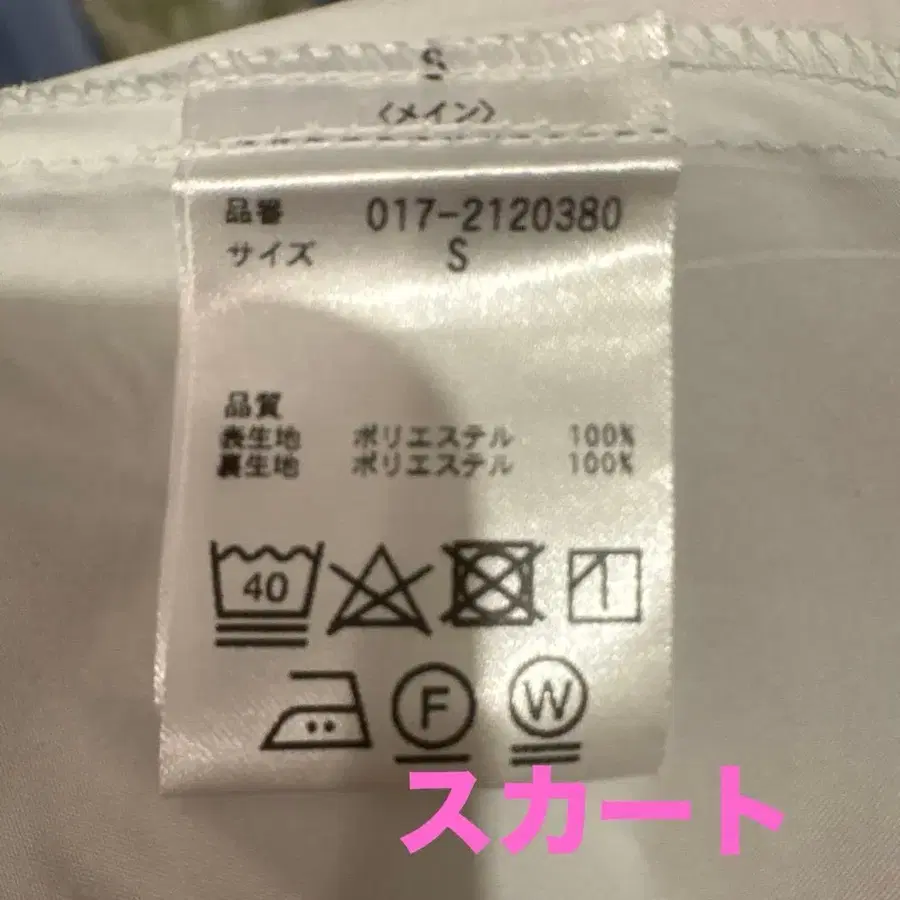 S
〈メイン〉
品番 017-2120380
サイズ S
品質
表生地 ポリエステル 100%
裏生地 ポリエステル 100%
40
F W
スカート